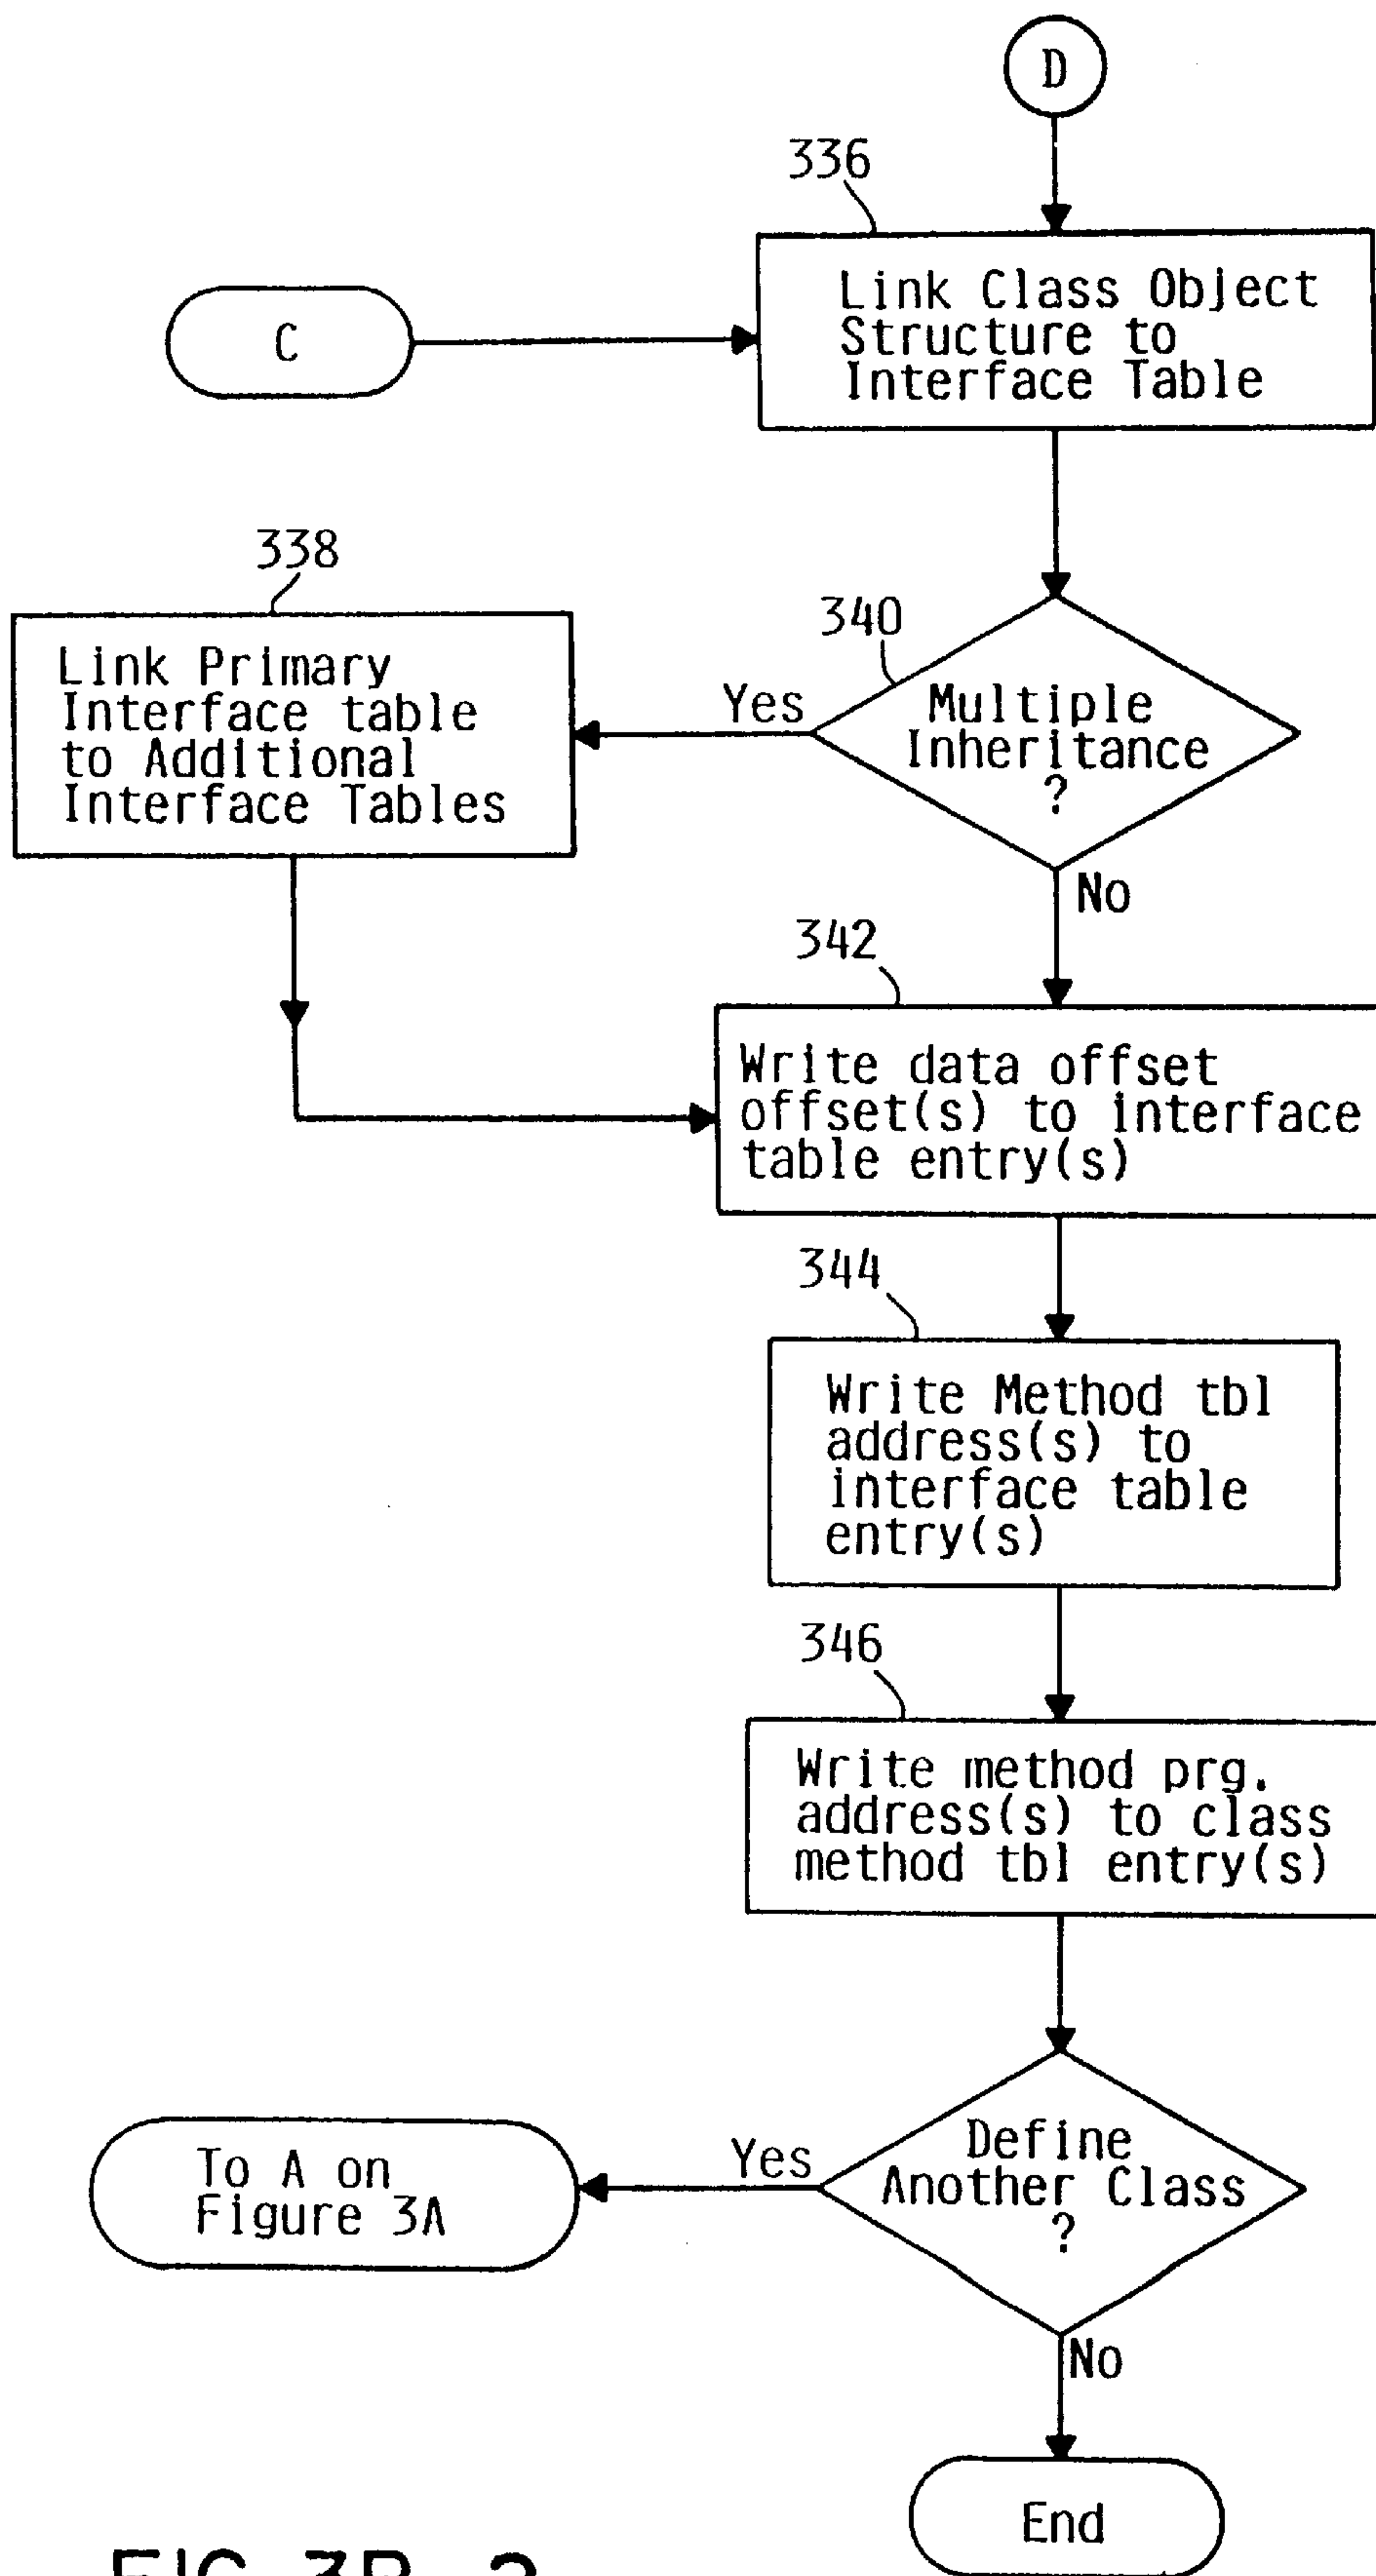 D
336
Link Class Object
Structure to
Interface Table
C
338
Link Primary
Interface table
to Additional
Interface Tables
340
Yes
Multiple
Inheritance
?
No
342
Write data offset
offset(s) to interface
table entry(s)
344
Write Method tbl
address(s) to
interface table
entry(s)
346
Write method prg.
address(s) to class
method tbl entry(s)
Define
Another Class
?
Yes
To A on
Figure 3A
No
End
FIG. 3B-2